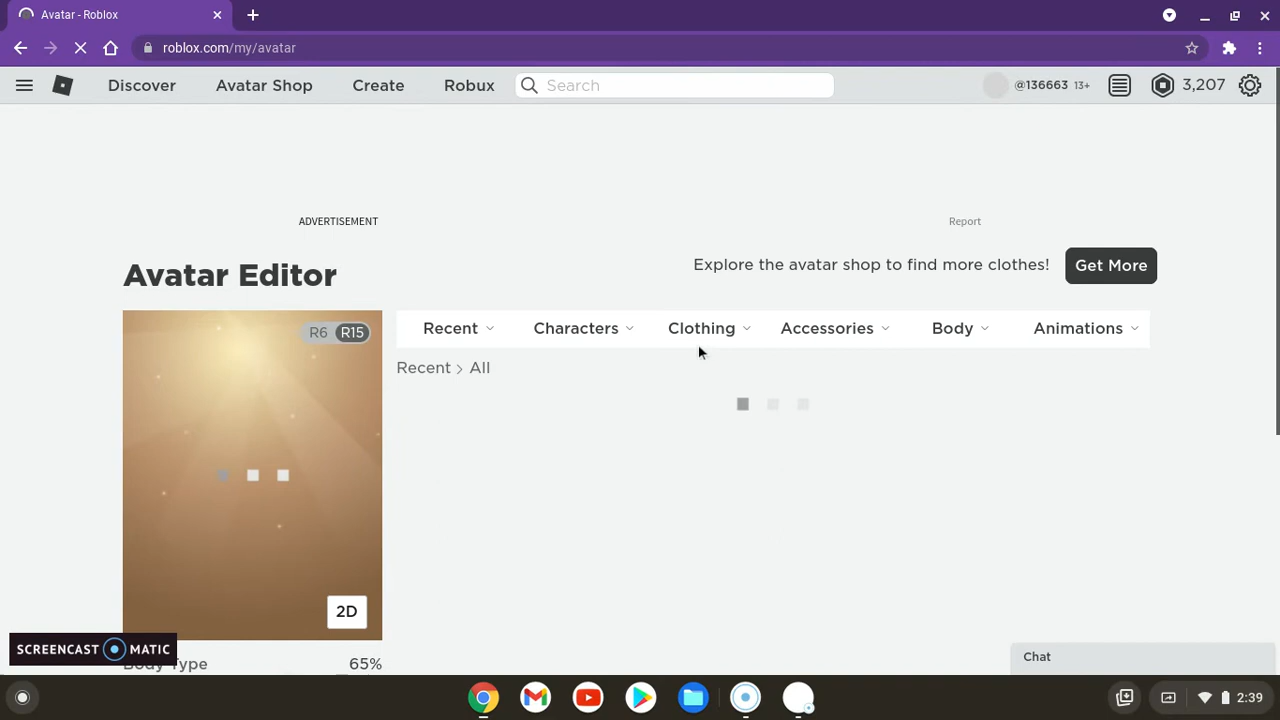 Avatar - Roblox
roblox.com/my/avatar
Discover
Avatar Shop
Create
Robux
Search
@136663 13+
3,207
ADVERTISEMENT
Report
Avatar Editor
Explore the avatar shop to find more clothes!
Get More
R6 R15
Recent
Characters
Clothing
Accessories
Body
Animations
Recent > All
2D
SCREENCAST MATIC
Body Type
65%
Chat
2:39